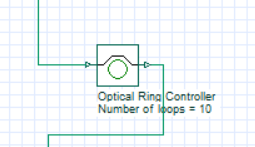 Optical Ring Controller
Number of loops = 10